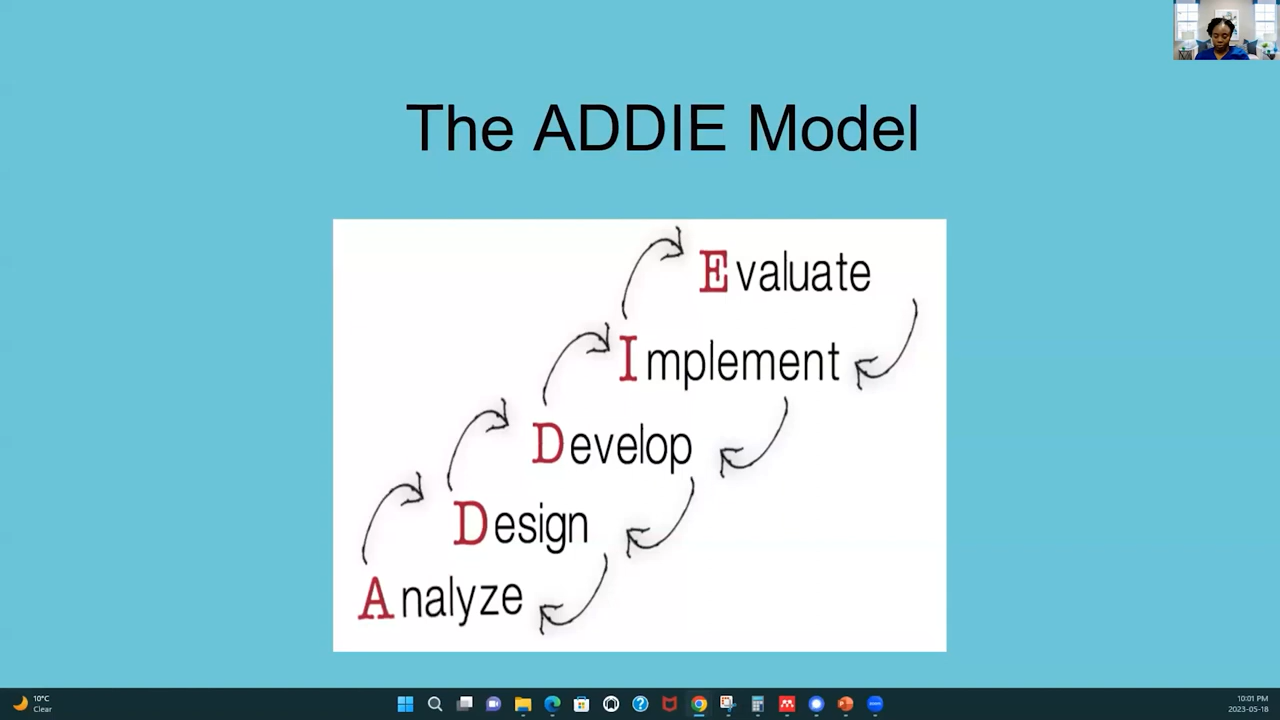 The ADDIE Model
Evaluate
Implement
Develop
Design
Analyze
10°C
Clear
10:01 PM
2023-05-18